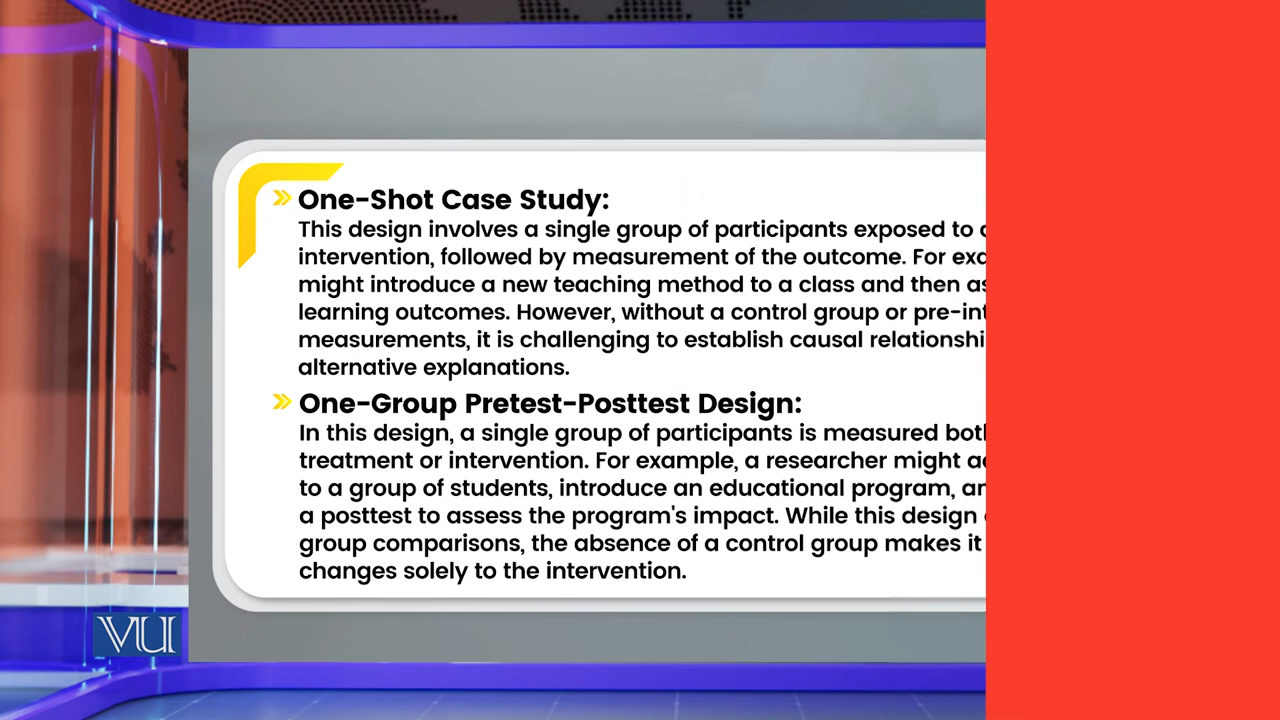 One-Shot Case Study:
This design involves a single group of participants exposed to
intervention, followed by measurement of the outcome. For
might introduce a new teaching method to a class and then
learning outcomes. However, without a control group or
measurements, it is challenging to establish causal
alternative explanations.
One-Group Pretest-Posttest Design:
In this design, a single group of participants is measured
treatment or intervention. For example, a researcher might
to a group of students, introduce an educational program,
a posttest to assess the program's impact. While this design
group comparisons, the absence of a control group makes it
changes solely to the intervention.
VU